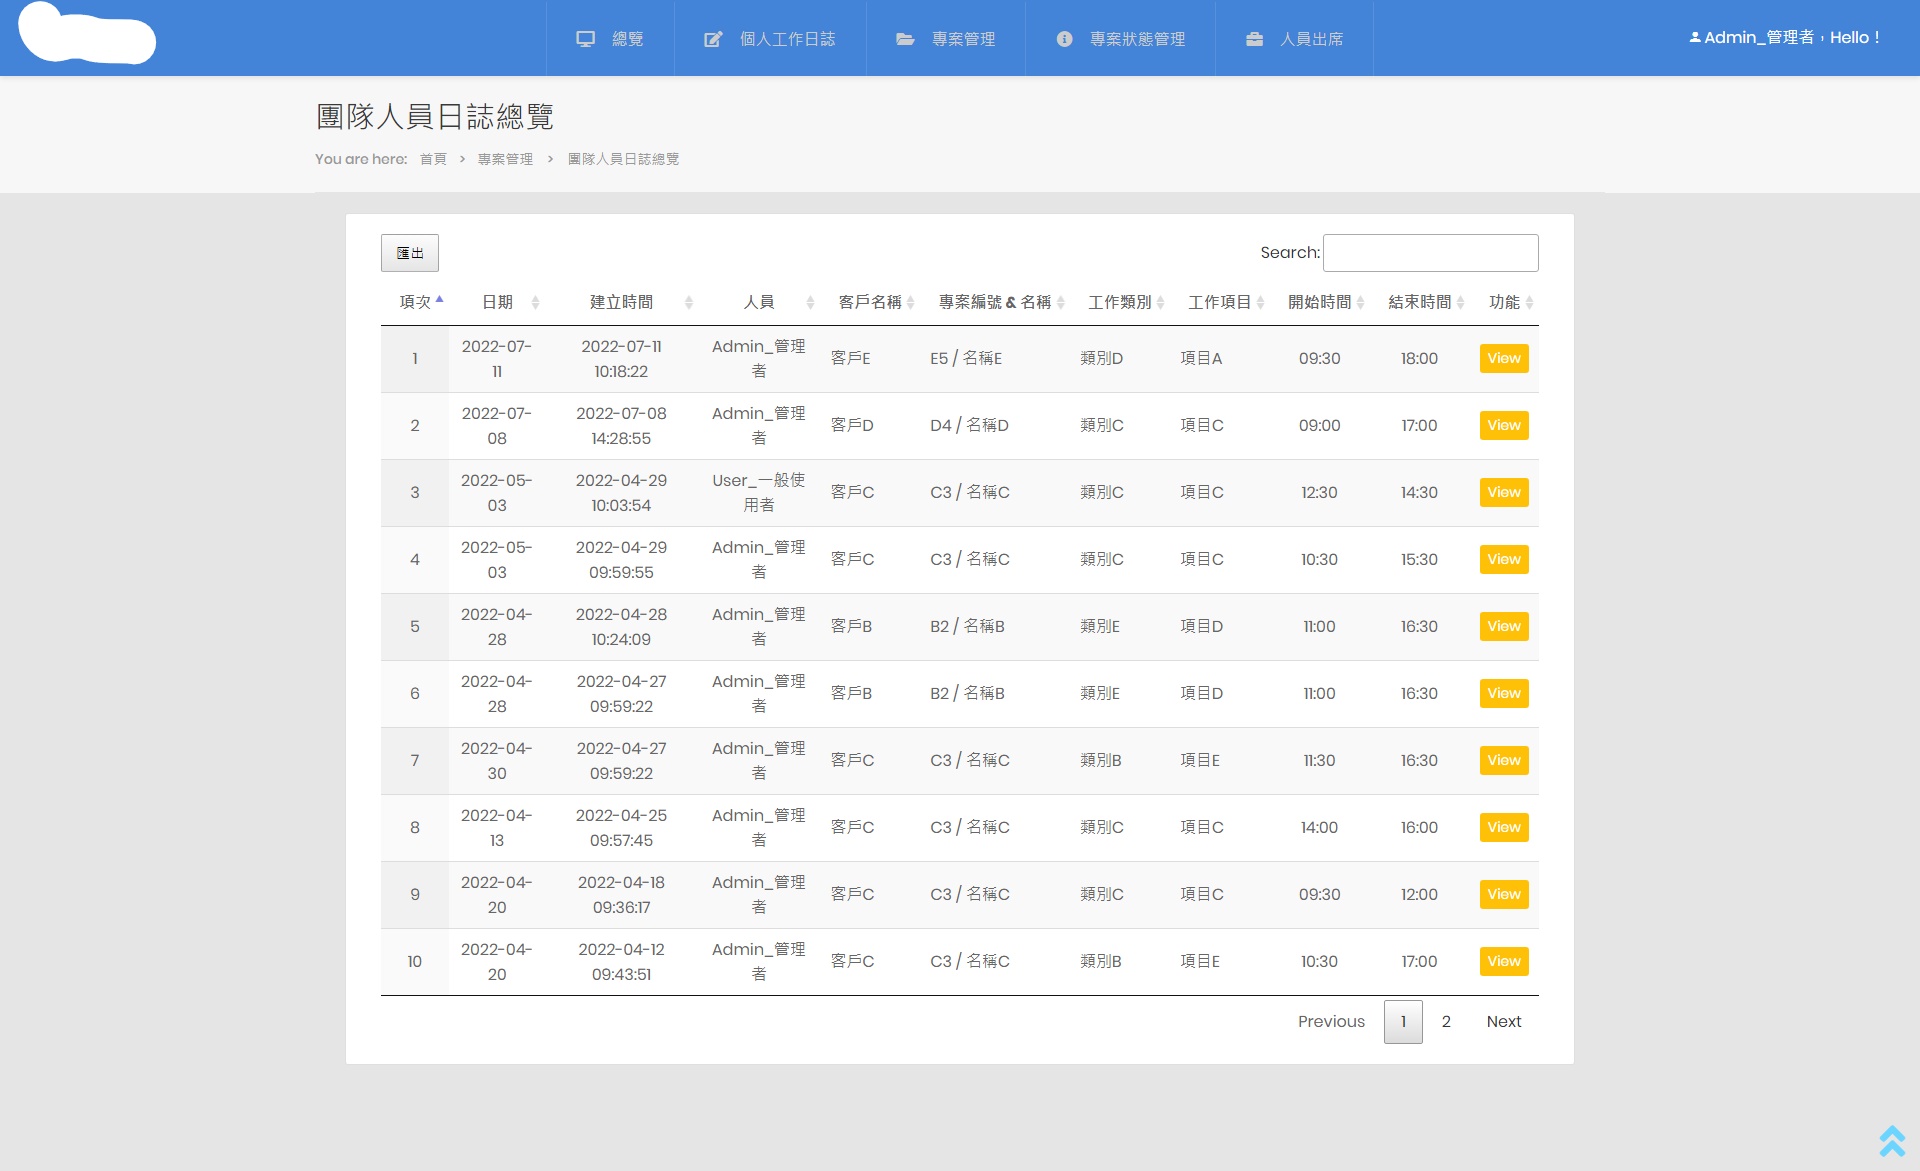 總覽
個人工作日誌
專案管理
專案狀態管理
人員出席
Admin_管理者，Hello！
團隊人員日誌總覽
You are here: 首頁 > 專案管理 > 團隊人員日誌總覽
匯出
Search:
項次 日期 建立時間 人員 客戶名稱 專案編號 & 名稱 工作類別 工作項目 開始時間 結束時間 功能
1 2022-07-11 2022-07-11 10:18:22 Admin_管理者 客戶E E5 / 名稱E 類別D 項目A 09:30 18:00 View
2 2022-07-08 2022-07-08 14:28:55 Admin_管理者 客戶D D4 / 名稱D 類別C 項目C 09:00 17:00 View
3 2022-05-03 2022-04-29 10:03:54 User_一般使用者 客戶C C3 / 名稱C 類別C 項目C 12:30 14:30 View
4 2022-05-03 2022-04-29 09:59:55 Admin_管理者 客戶C C3 / 名稱C 類別C 項目C 10:30 15:30 View
5 2022-04-28 2022-04-28 10:24:09 Admin_管理者 客戶B B2 / 名稱B 類別E 項目D 11:00 16:30 View
6 2022-04-28 2022-04-27 09:59:22 Admin_管理者 客戶B B2 / 名稱B 類別E 項目D 11:00 16:30 View
7 2022-04-30 2022-04-27 09:59:22 Admin_管理者 客戶C C3 / 名稱C 類別B 項目E 11:30 16:30 View
8 2022-04-13 2022-04-25 09:57:45 Admin_管理者 客戶C C3 / 名稱C 類別C 項目C 14:00 16:00 View
9 2022-04-20 2022-04-18 09:36:17 Admin_管理者 客戶C C3 / 名稱C 類別C 項目C 09:30 12:00 View
10 2022-04-20 2022-04-12 09:43:51 Admin_管理者 客戶C C3 / 名稱C 類別B 項目E 10:30 17:00 View
Previous 1 2 Next